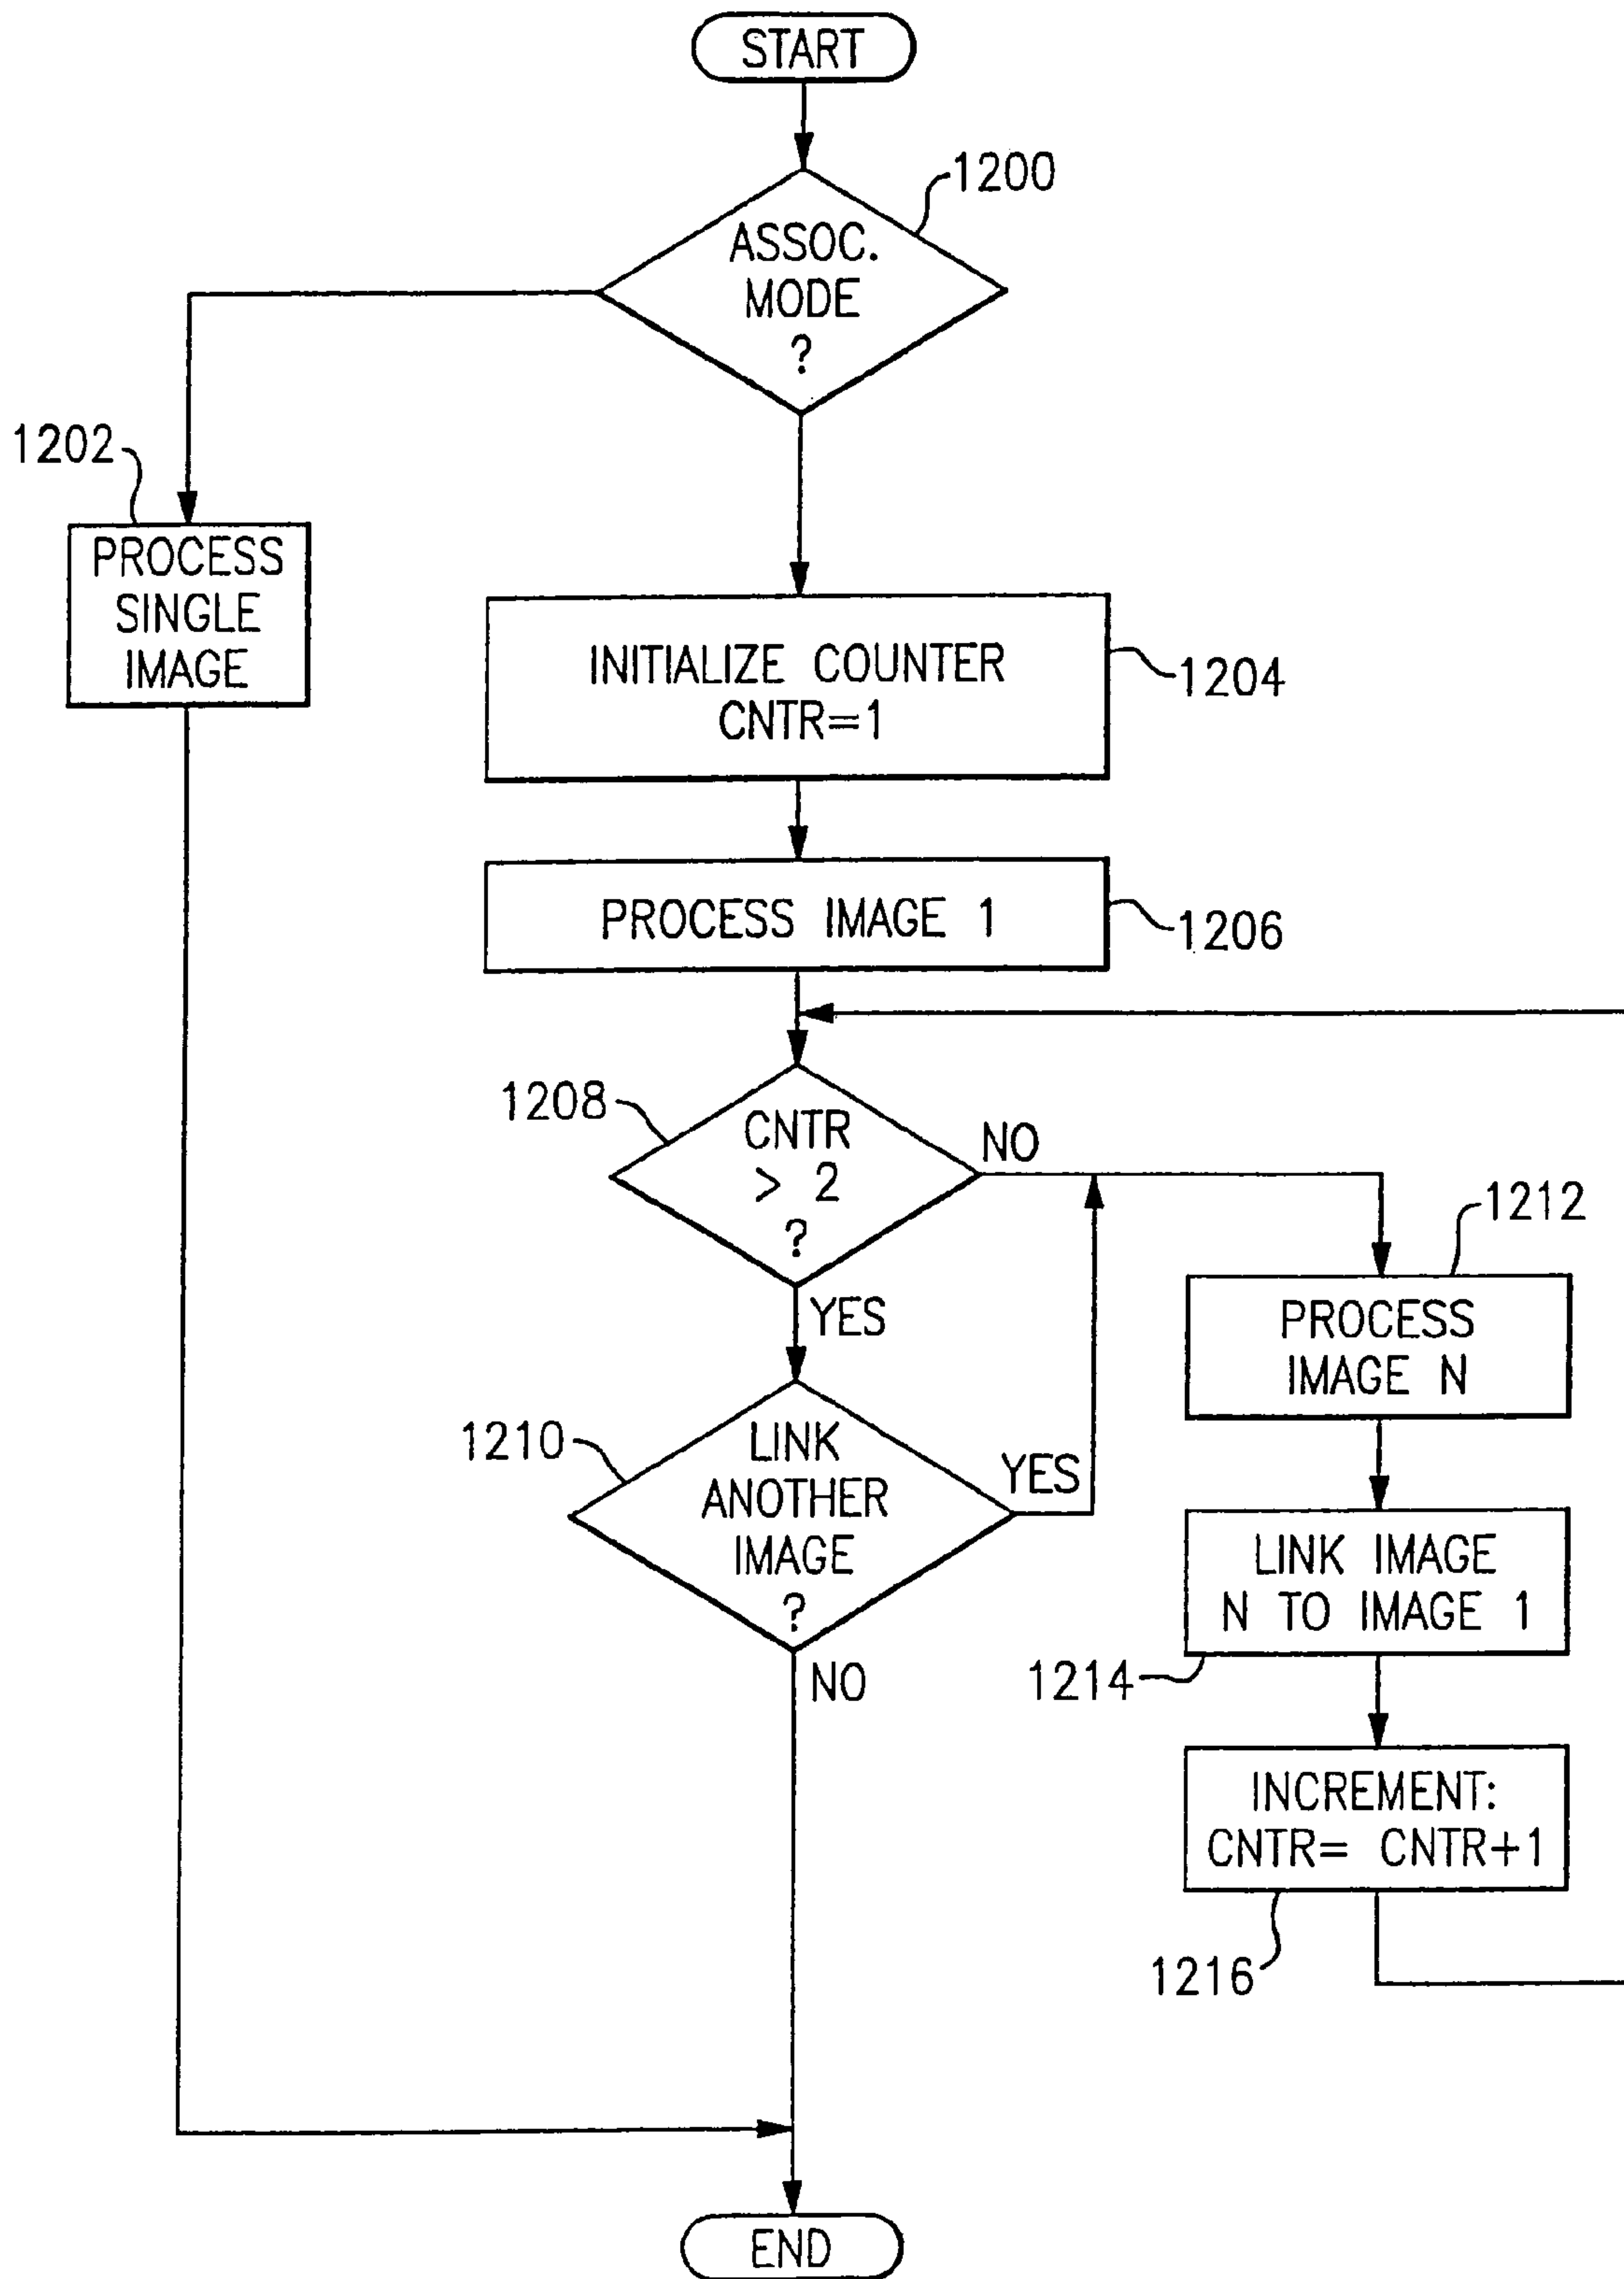 START
1200
ASSOC.
MODE
?
1202
PROCESS
SINGLE
IMAGE
INITIALIZE COUNTER
CNTR=1
1204
PROCESS IMAGE 1
1206
1208
CNTR
> 2
?
NO
YES
1210
LINK
ANOTHER
IMAGE
?
YES
NO
1212
PROCESS
IMAGE N
LINK IMAGE
N TO IMAGE 1
1214
INCREMENT:
CNTR= CNTR+1
1216
END